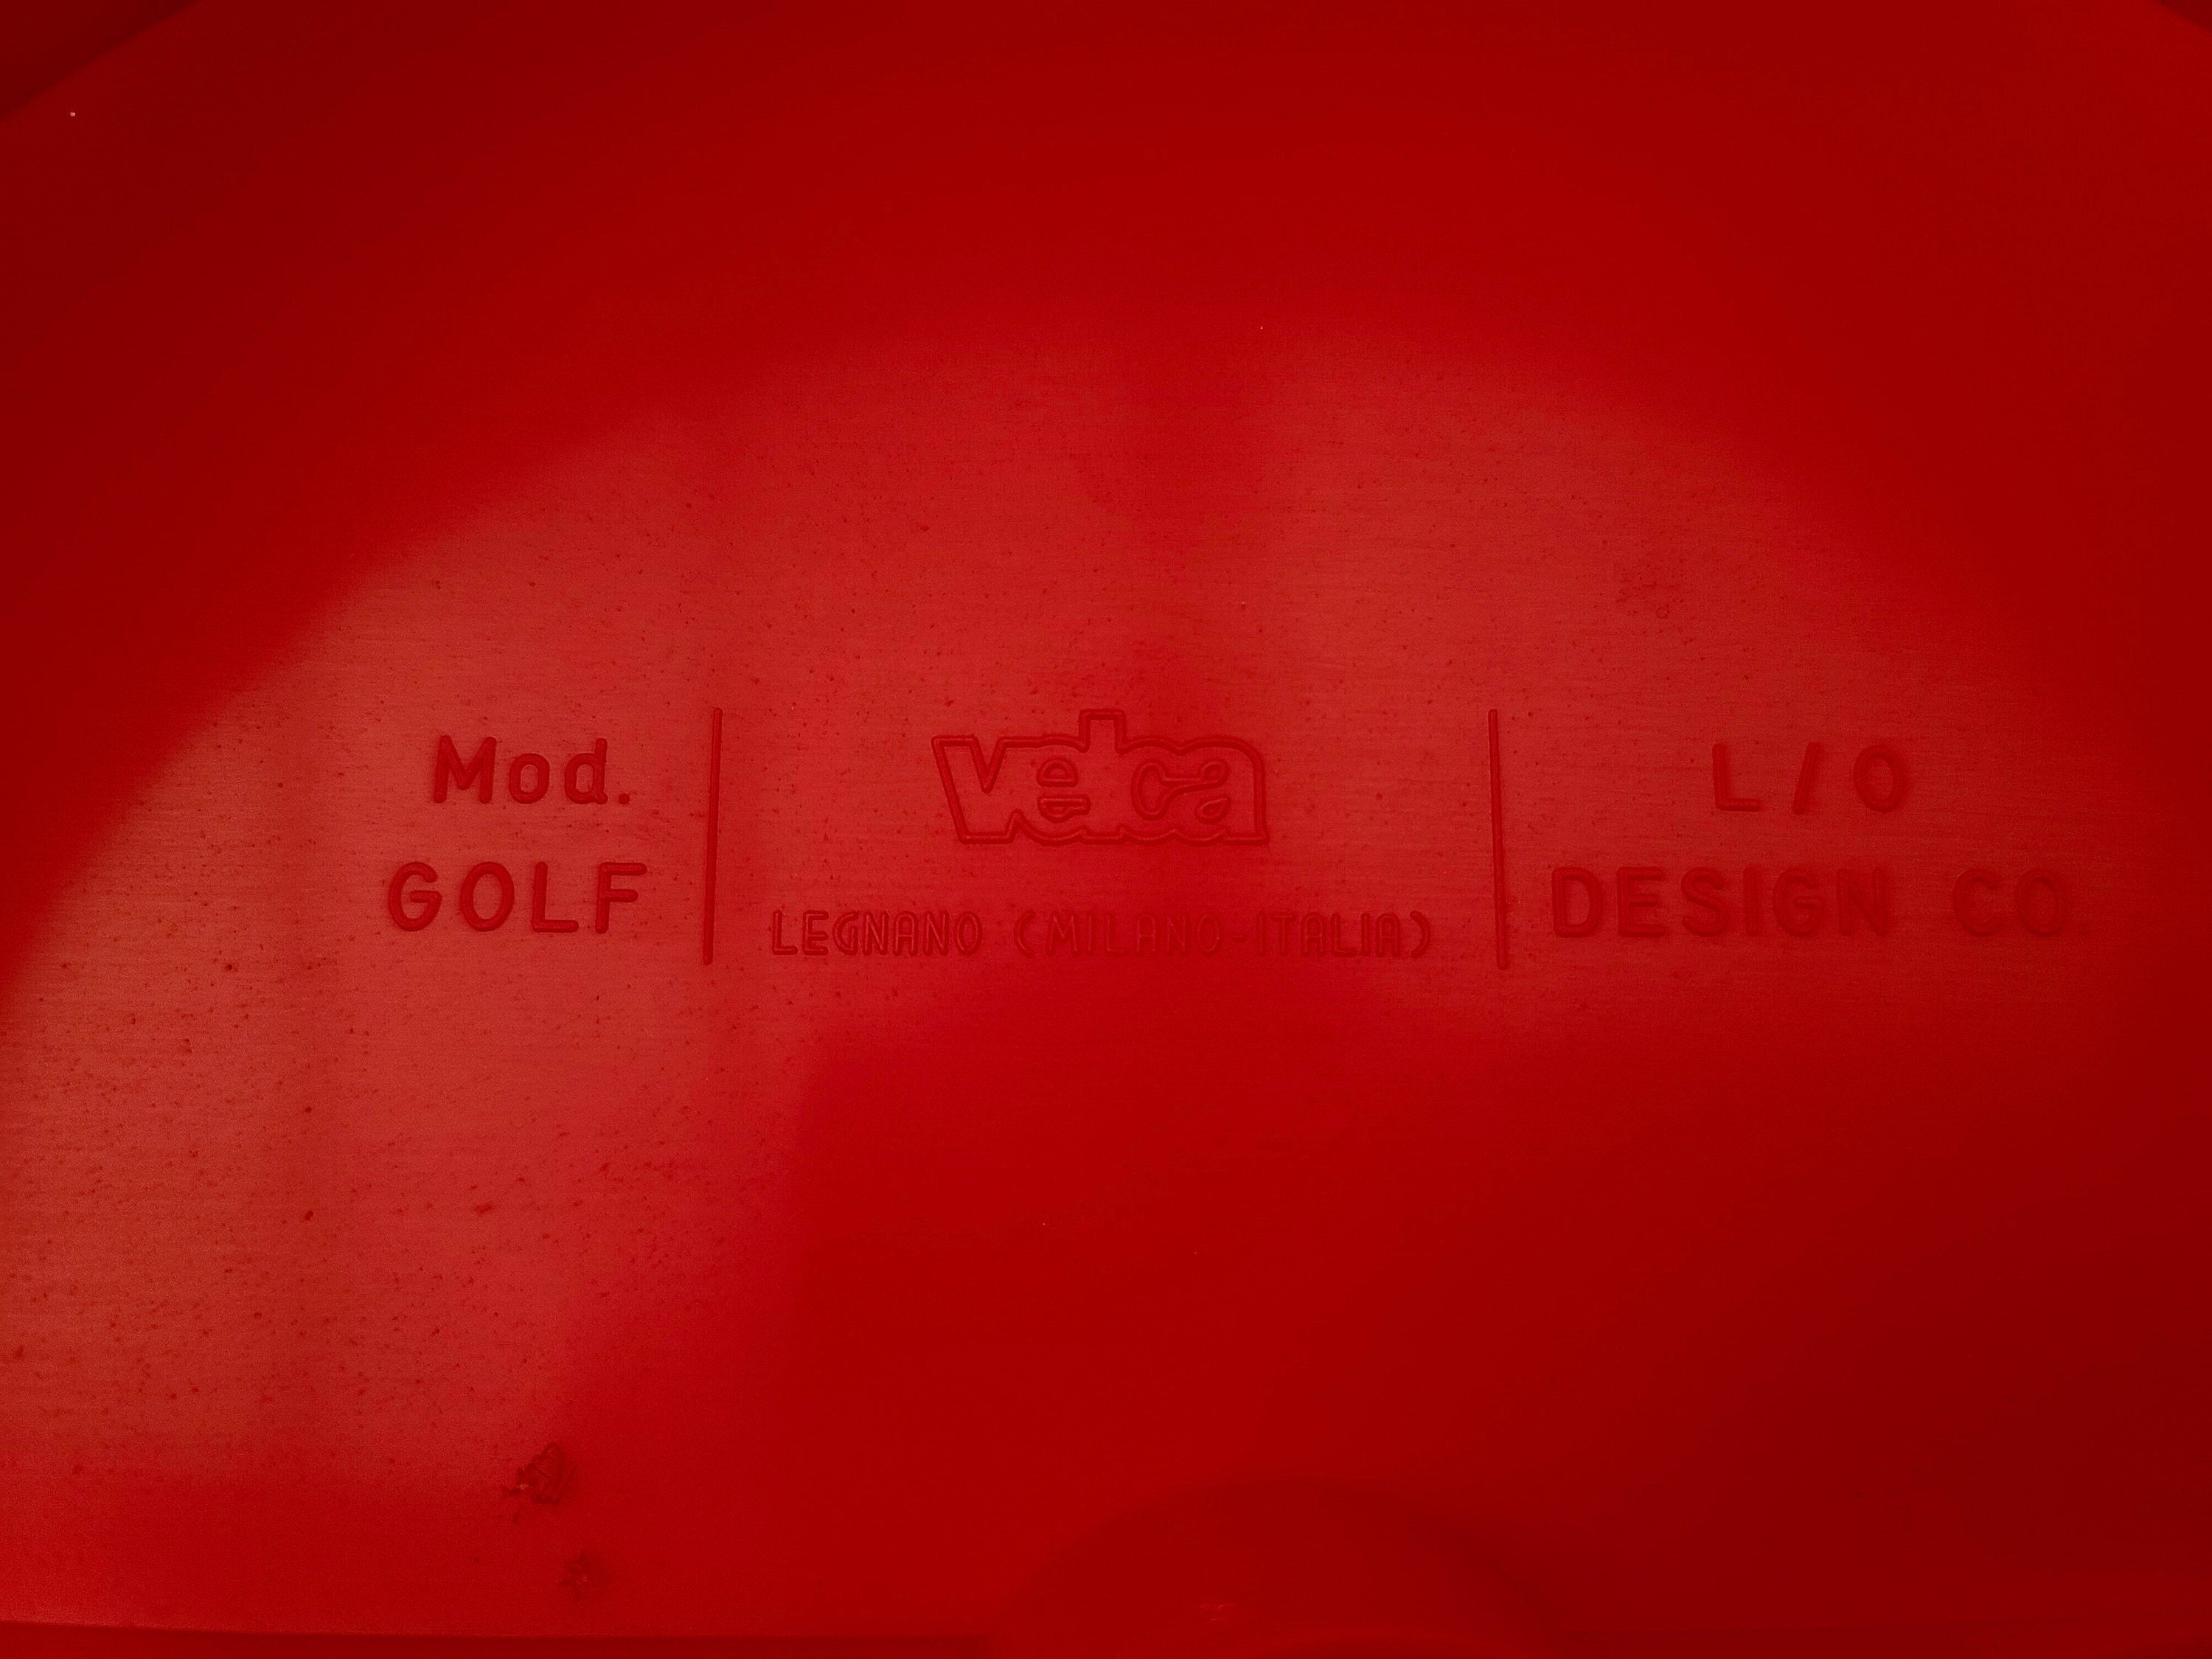 Mod.
GOLF
velca
LEGNANO (MILANO-ITALIA)
L/O
DESIGN CO.